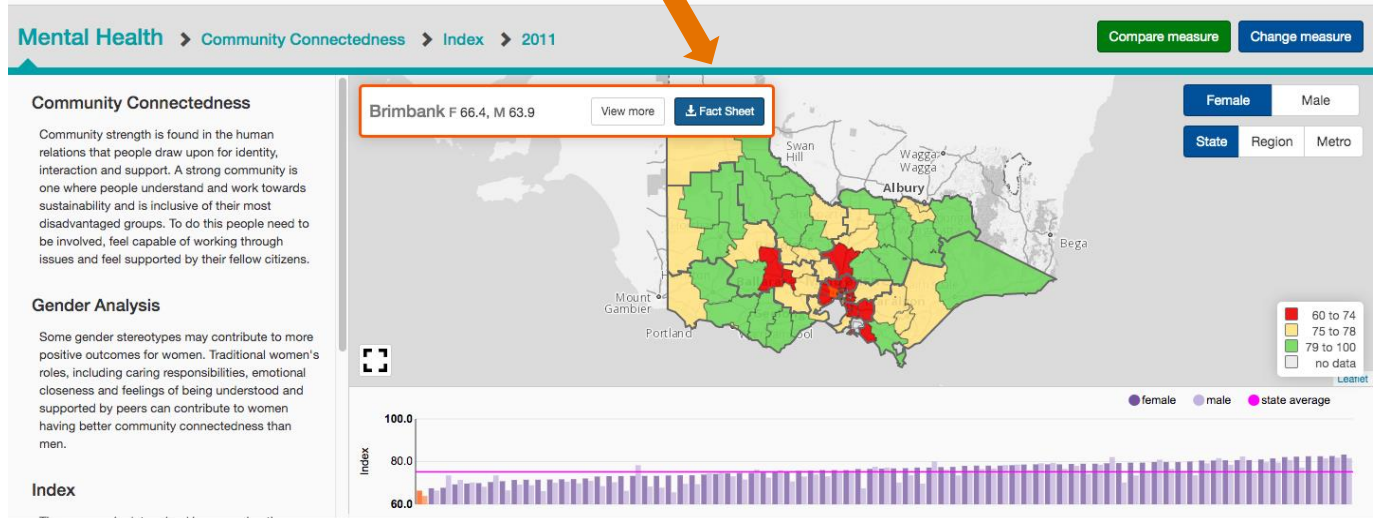 Mental Health > Community Connectedness > Index > 2011
Compare measure
Change measure
Community Connectedness
Community strength is found in the human
relations that people draw upon for identity,
interaction and support. A strong community is
one where people understand and work towards
sustainability and is inclusive of their most
disadvantaged groups. To do this people need to
be involved, feel capable of working through
issues and feel supported by their fellow citizens.
Gender Analysis
Some gender stereotypes may contribute to more
positive outcomes for women. Traditional women's
roles, including caring responsibilities, emotional
closeness and feelings of being understood and
supported by peers can contribute to women
having better community connectedness than
men.
Index
Brimbank F 66.4, M 63.9
View more
Fact Sheet
Female
Male
State
Region
Metro
Swan
Hill
Wagga
Wagga
Albury
Bega
Mount
Gambier
Portland
60 to 74
75 to 78
79 to 100
no data
Leaflet
female
male
state average
100.0
80.0
60.0
Index